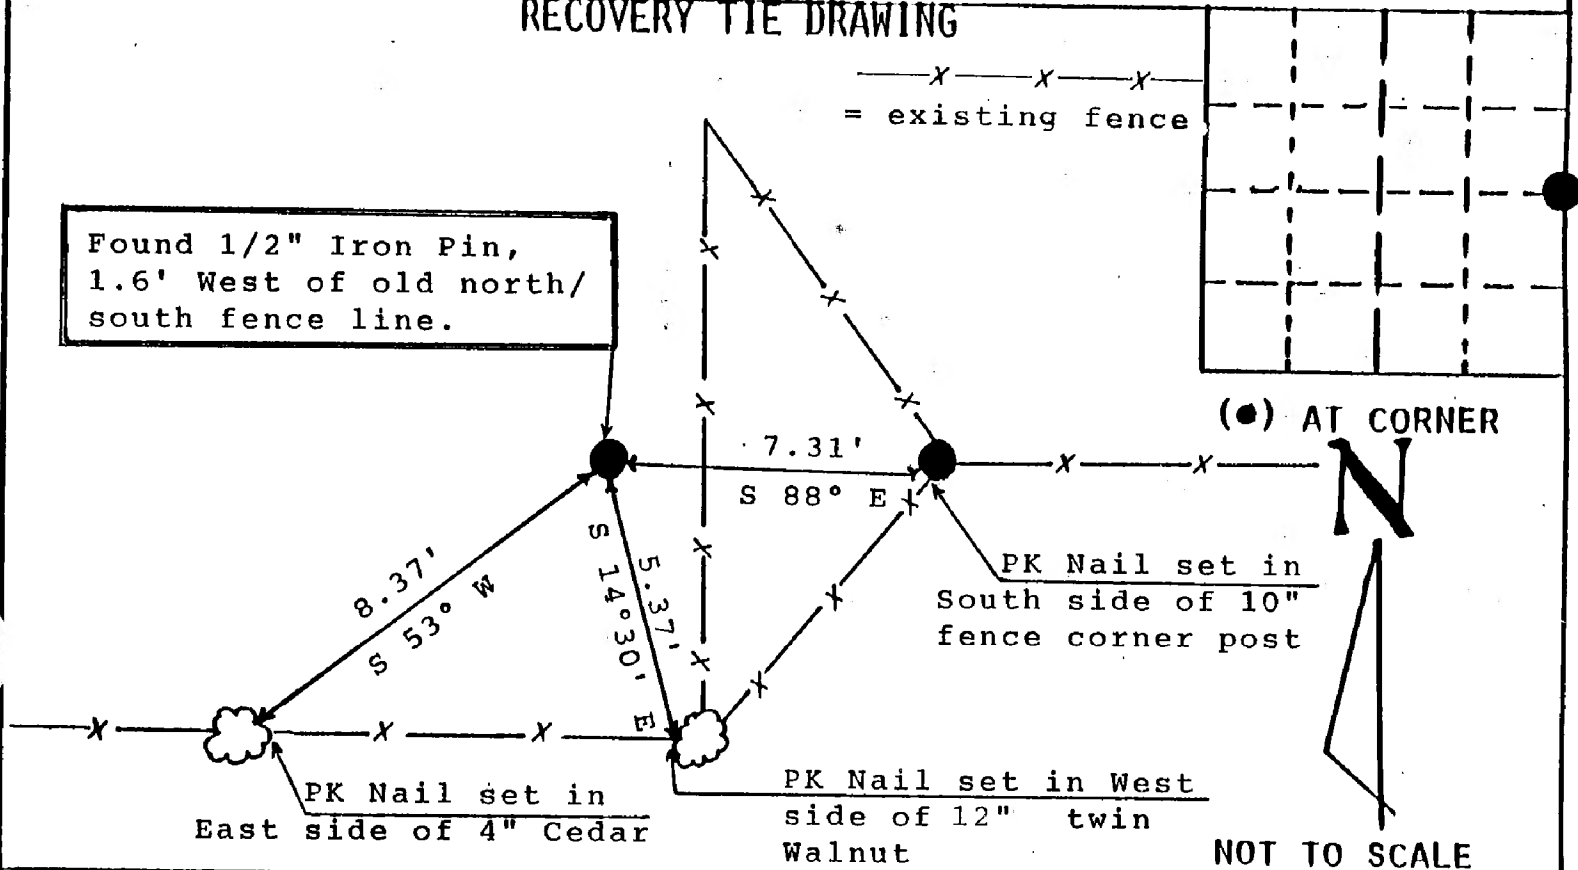 RECOVERY TIE DRAWING
—X—X—X—
= existing fence
Found 1/2" Iron Pin,
1.6' West of old north/
south fence line.
(●) AT CORNER
N
7.31'
S 88° E
8.37'
S 53° W
5.37'
S 14°30' E
PK Nail set in
South side of 10"
fence corner post
PK Nail set in
East side of 4" Cedar
PK Nail set in West
side of 12" twin
Walnut
NOT TO SCALE